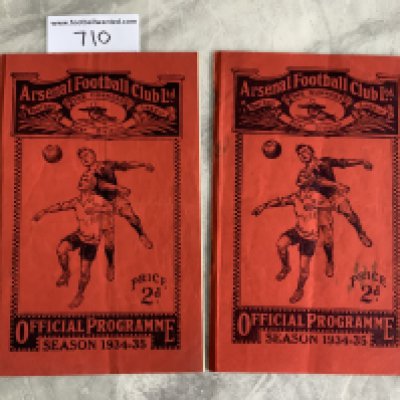 www.footballwanted.com
710
Arsenal Football Club Ltd
PRICE
2d
OFFICIAL PROGRAMME
SEASON 1934-35
Arsenal Football Club Ltd
PRICE
2d
OFFICIAL PROGRAMME
SEASON 1934-35